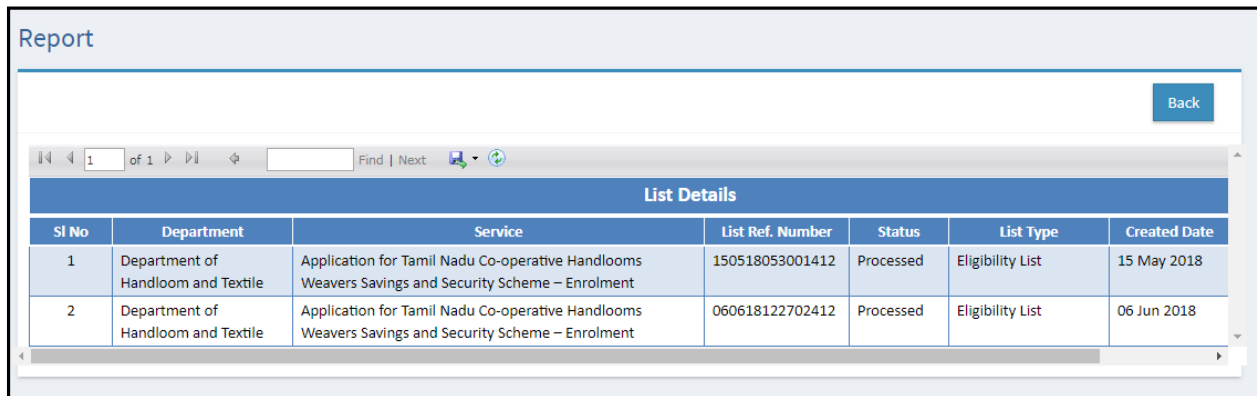 Report
Back
1 of 1 Find | Next
List Details
Sl No Department Service List Ref. Number Status List Type Created Date
1 Department of Application for Tamil Nadu Co-operative Handlooms 150518053001412 Processed Eligibility List 15 May 2018
Handloom and Textile Weavers Savings and Security Scheme – Enrolment
2 Department of Application for Tamil Nadu Co-operative Handlooms 060618122702412 Processed Eligibility List 06 Jun 2018
Handloom and Textile Weavers Savings and Security Scheme – Enrolment